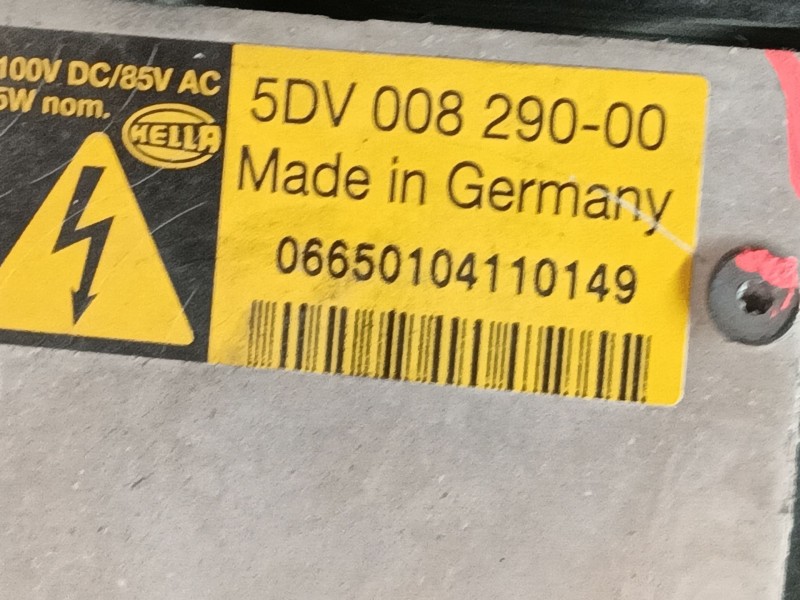 100V DC/85V AC
5W nom.
HELLA
5DV 008 290-00
Made in Germany
06650104110149